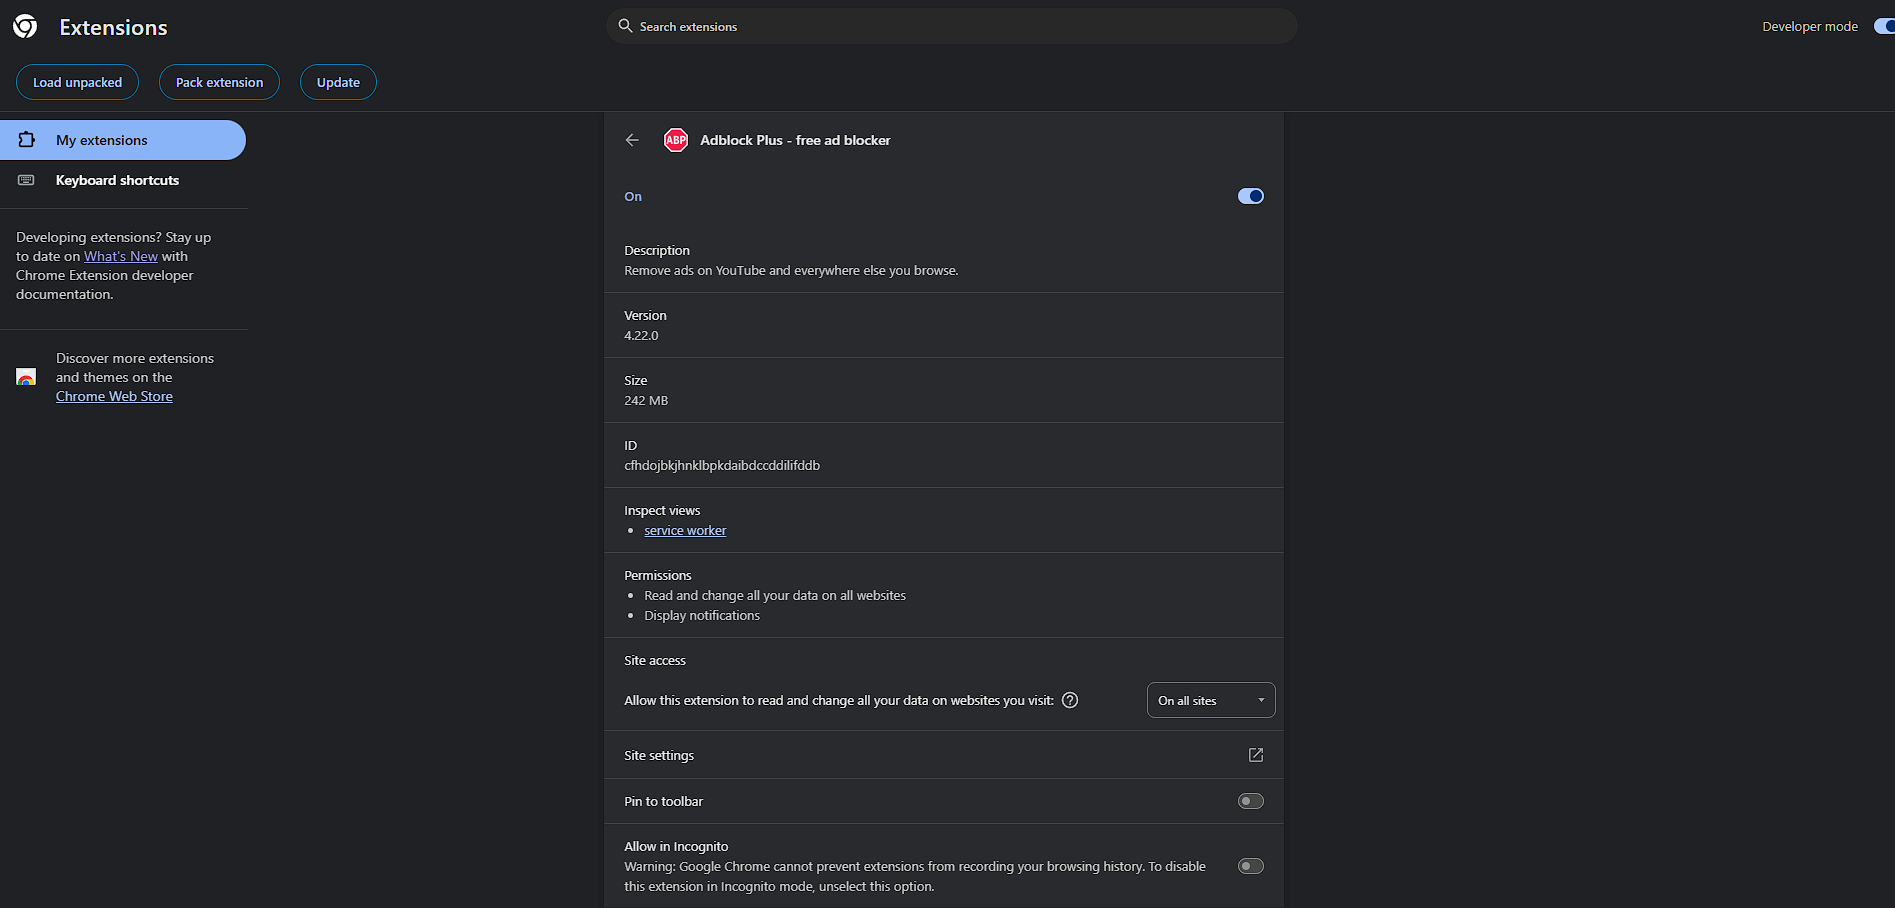 Extensions
Search extensions
Developer mode
Load unpacked
Pack extension
Update
My extensions
Keyboard shortcuts
Developing extensions? Stay up
to date on What's New with
Chrome Extension developer
documentation.
Discover more extensions
and themes on the
Chrome Web Store
ABP
Adblock Plus - free ad blocker
On
Description
Remove ads on YouTube and everywhere else you browse.
Version
4.22.0
Size
242 MB
ID
cfhdojbkjhnklbpkdaibdccddilifddb
Inspect views
• service worker
Permissions
• Read and change all your data on all websites
• Display notifications
Site access
Allow this extension to read and change all your data on websites you visit:
On all sites
Site settings
Pin to toolbar
Allow in Incognito
Warning: Google Chrome cannot prevent extensions from recording your browsing history. To disable
this extension in Incognito mode, unselect this option.